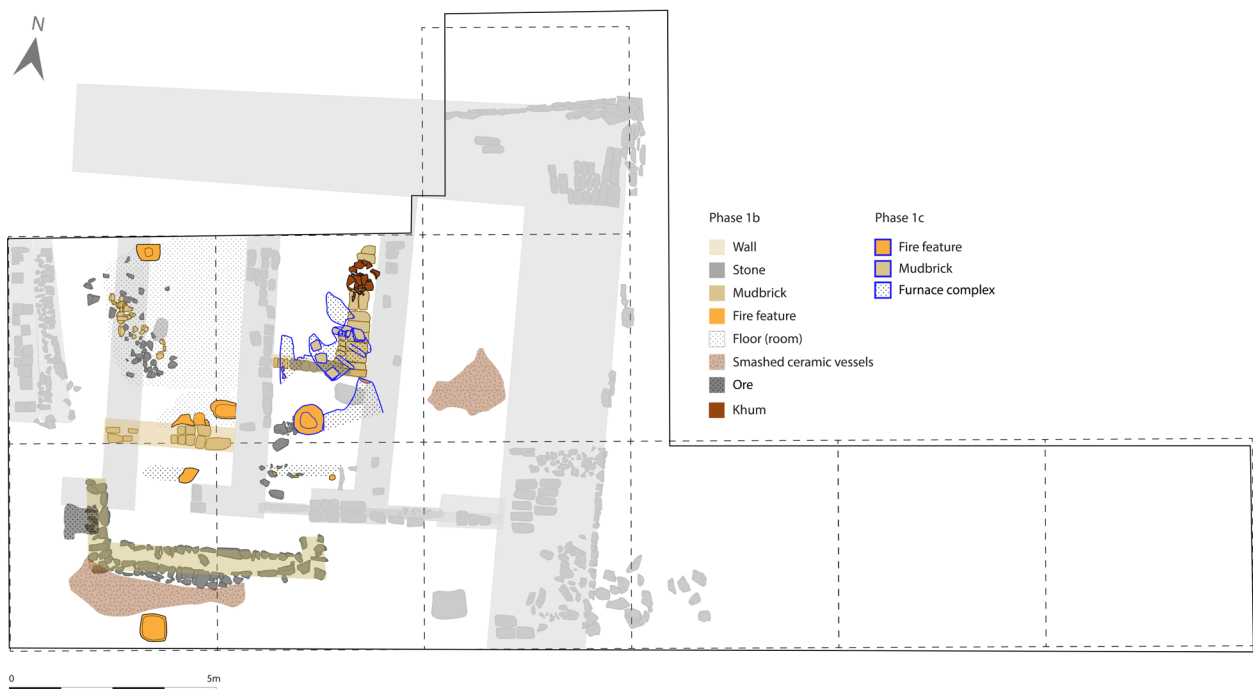 N
Phase 1b
Wall
Stone
Mudbrick
Fire feature
Floor (room)
Smashed ceramic vessels
Ore
Khum
Phase 1c
Fire feature
Mudbrick
Furnace complex
0 5m